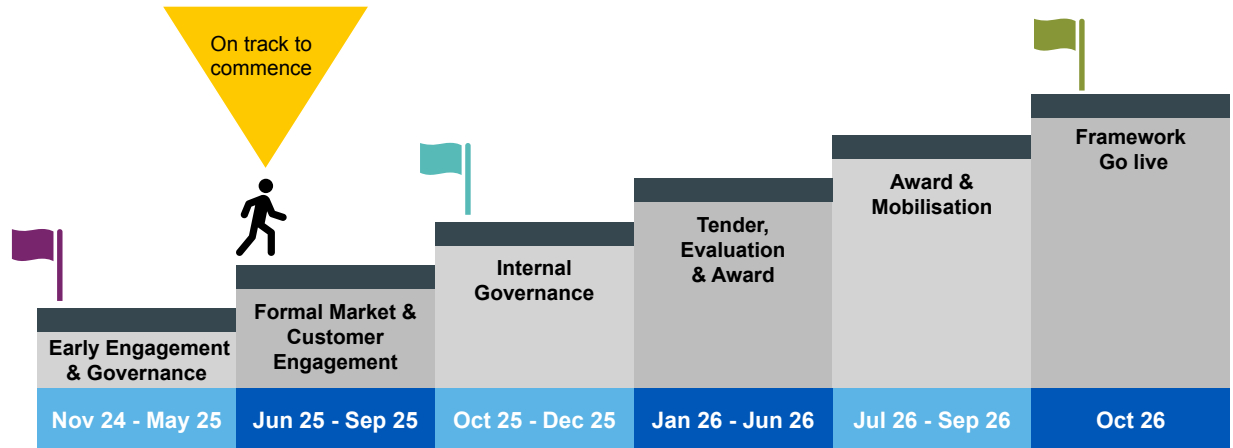 On track to
commence
Early Engagement
& Governance
Formal Market &
Customer
Engagement
Internal
Governance
Tender,
Evaluation
& Award
Award &
Mobilisation
Framework
Go live
Nov 24 - May 25
Jun 25 - Sep 25
Oct 25 - Dec 25
Jan 26 - Jun 26
Jul 26 - Sep 26
Oct 26